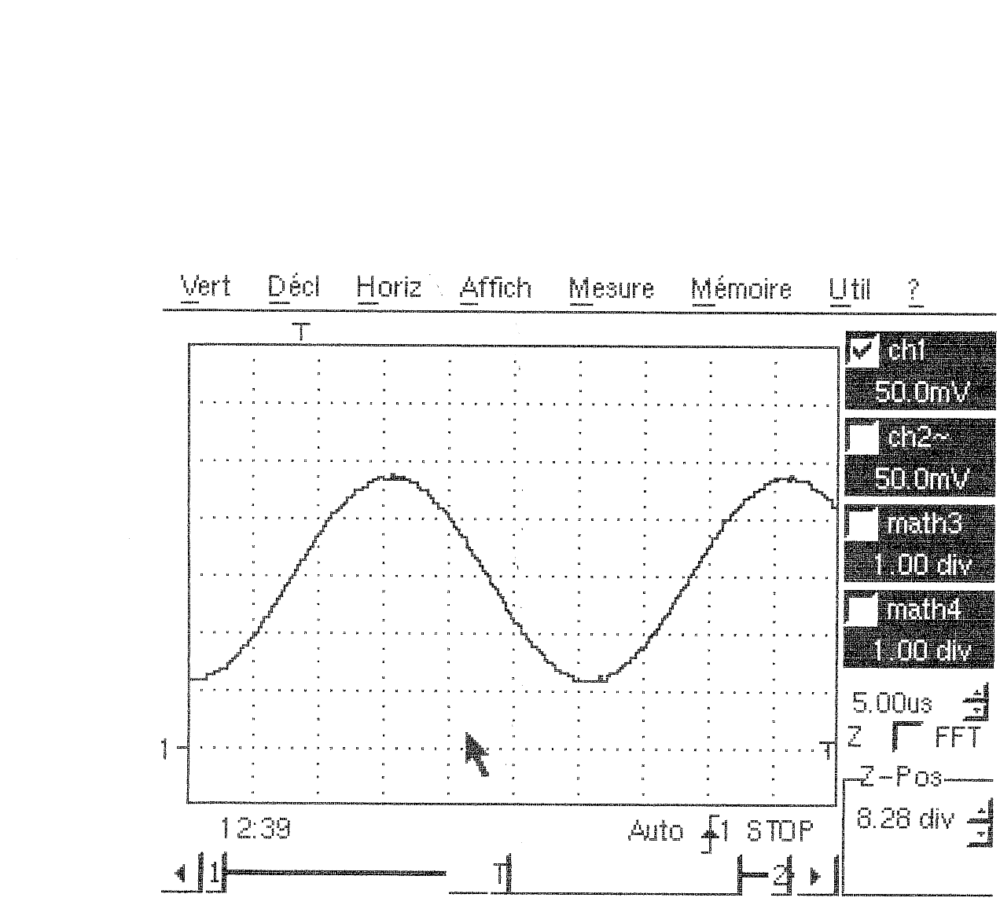 Vert Décl Horiz Affich Mesure Mémoire Util ?
T
ch1
50.0mV
ch2~
50.0mV
math3
1.00 div
math4
1.00 div
5.00us
1 T Z FFT
Z-Pos
8.28 div
12:39 Auto 1 STOP
1 T 2